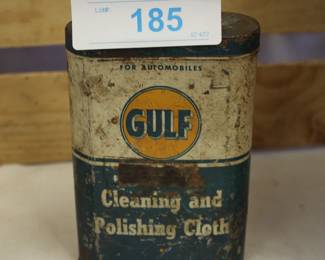 185
FOR AUTOMOBILES
GULF
Cleaning and
Polishing Cloth